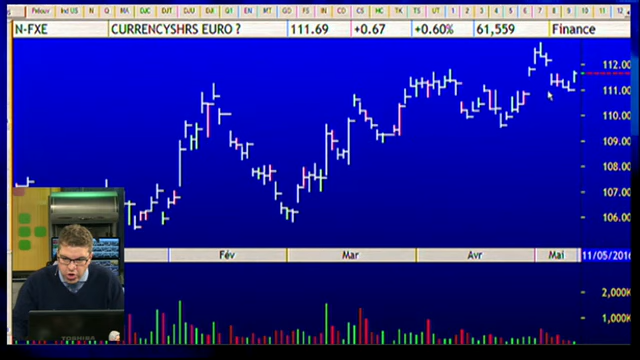 N-FXE CURRENCYSHRS EURO ? 111.69 +0.67 +0.60% 61,559 Finance
112.00
111.00
110.00
109.00
108.00
107.00
106.00
Fév Mar Avr Mai 11/05/2016
2,000K
1,000K
TOSHIBA